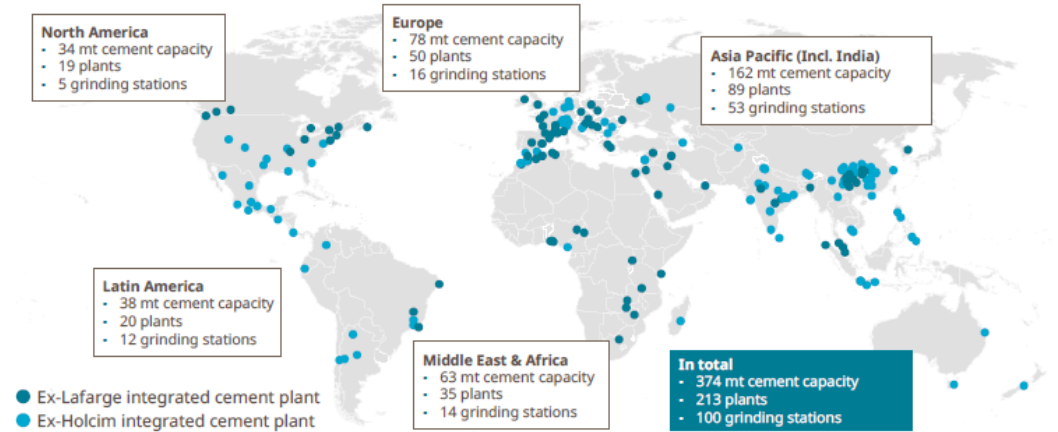 North America
- 34 mt cement capacity
- 19 plants
- 5 grinding stations
Europe
- 78 mt cement capacity
- 50 plants
- 16 grinding stations
Asia Pacific (Incl. India)
- 162 mt cement capacity
- 89 plants
- 53 grinding stations
Latin America
- 38 mt cement capacity
- 20 plants
- 12 grinding stations
Middle East & Africa
- 63 mt cement capacity
- 35 plants
- 14 grinding stations
In total
- 374 mt cement capacity
- 213 plants
- 100 grinding stations
Ex-Lafarge integrated cement plant
Ex-Holcim integrated cement plant